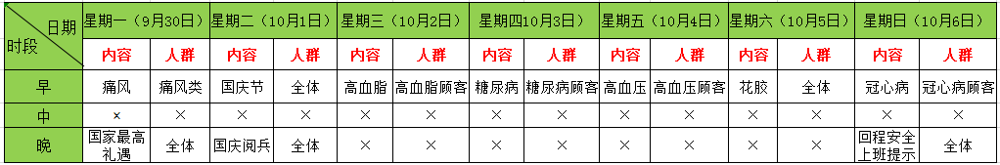 日期
时段
星期一（9月30日） 星期二（10月1日） 星期三（10月2日） 星期四10月3日） 星期五（10月4日） 星期六（10月5日） 星期日（10月6日）
内容 人群 内容 人群 内容 人群 内容 人群 内容 人群 内容 人群 内容 人群
早 痛风 痛风类 国庆节 全体 高血脂 高血脂顾客 糖尿病 糖尿病顾客 高血压 高血压顾客 花胶 全体 冠心病 冠心病顾客
中 × × × × × × × × × × × × × ×
晚 国家最高礼遇 全体 国庆阅兵 全体 × × × × × × × × 回程安全上班提示 全体